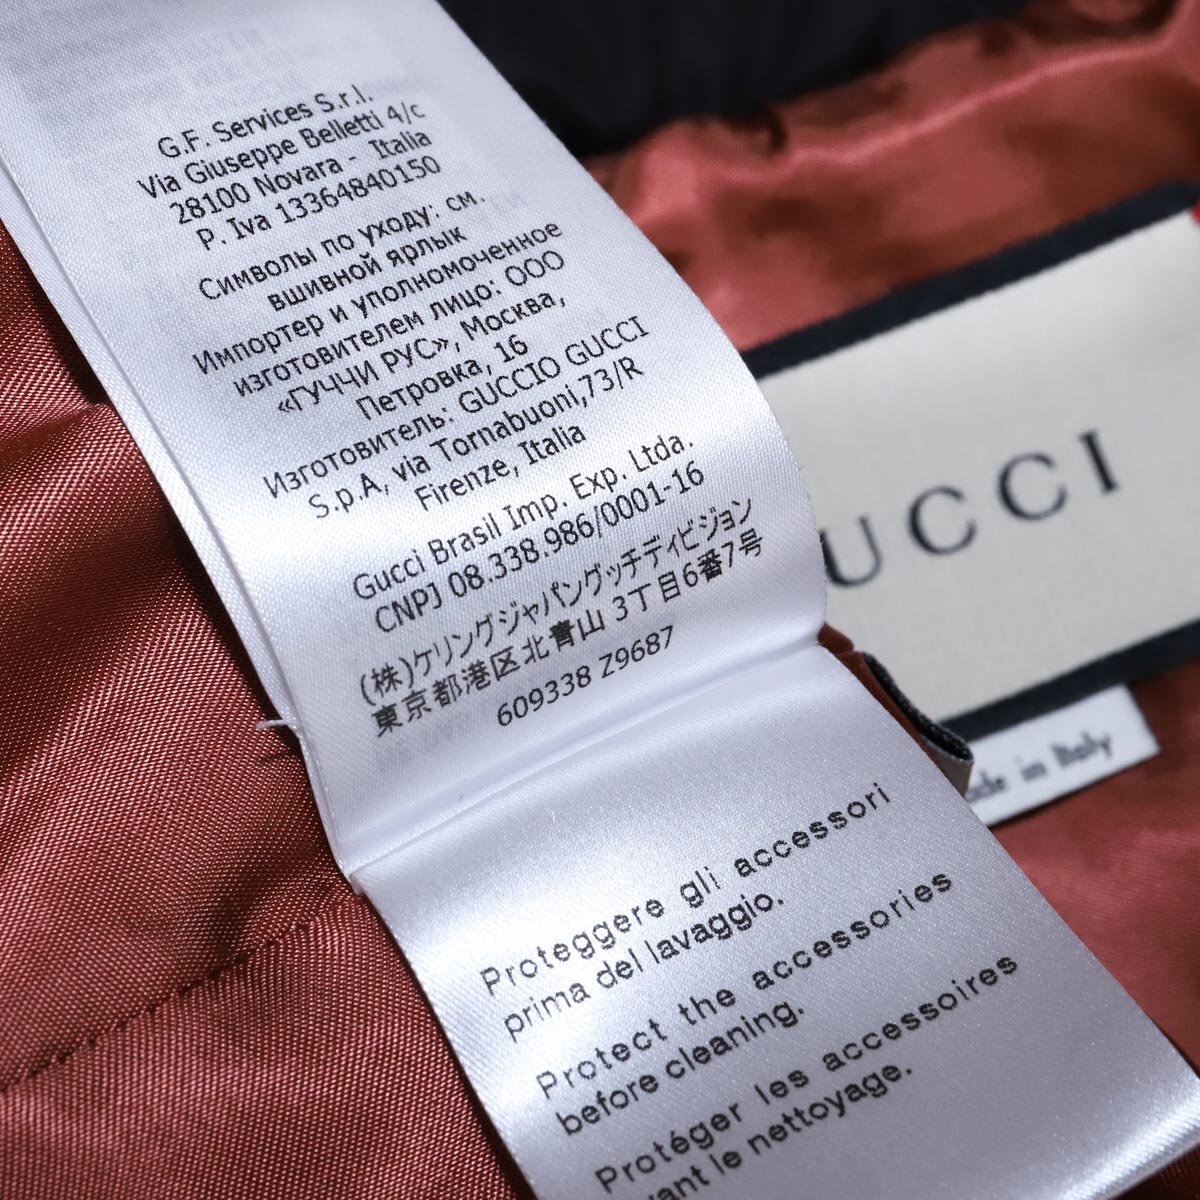 G.F. Services S.r.l.
Via Giuseppe Belletti 4/c
28100 Novara - Italia
P. Iva 13364840150
Символы по уходу: см.
вшивной ярлык
Импортер и уполномоченное
изготовителем лицо: ООО
«ГУЧЧИ РУС», Москва,
Петровка, 16
Изготовитель: GUCCIO GUCCI
S.p.A, via Tornabuoni,73/R
Firenze, Italia
Gucci Brasil Imp. Exp. Ltda.
CNPJ 08.338.986/0001-16
(株)ケリングジャパングッチディビジョン
東京都港区北青山 3丁目6番7号
609338 Z9687
Proteggere gli accessori
prima del lavaggio.
Protect the accessories
before cleaning.
Protéger les accessoires
le nettoyage.
UCCI
in Italy